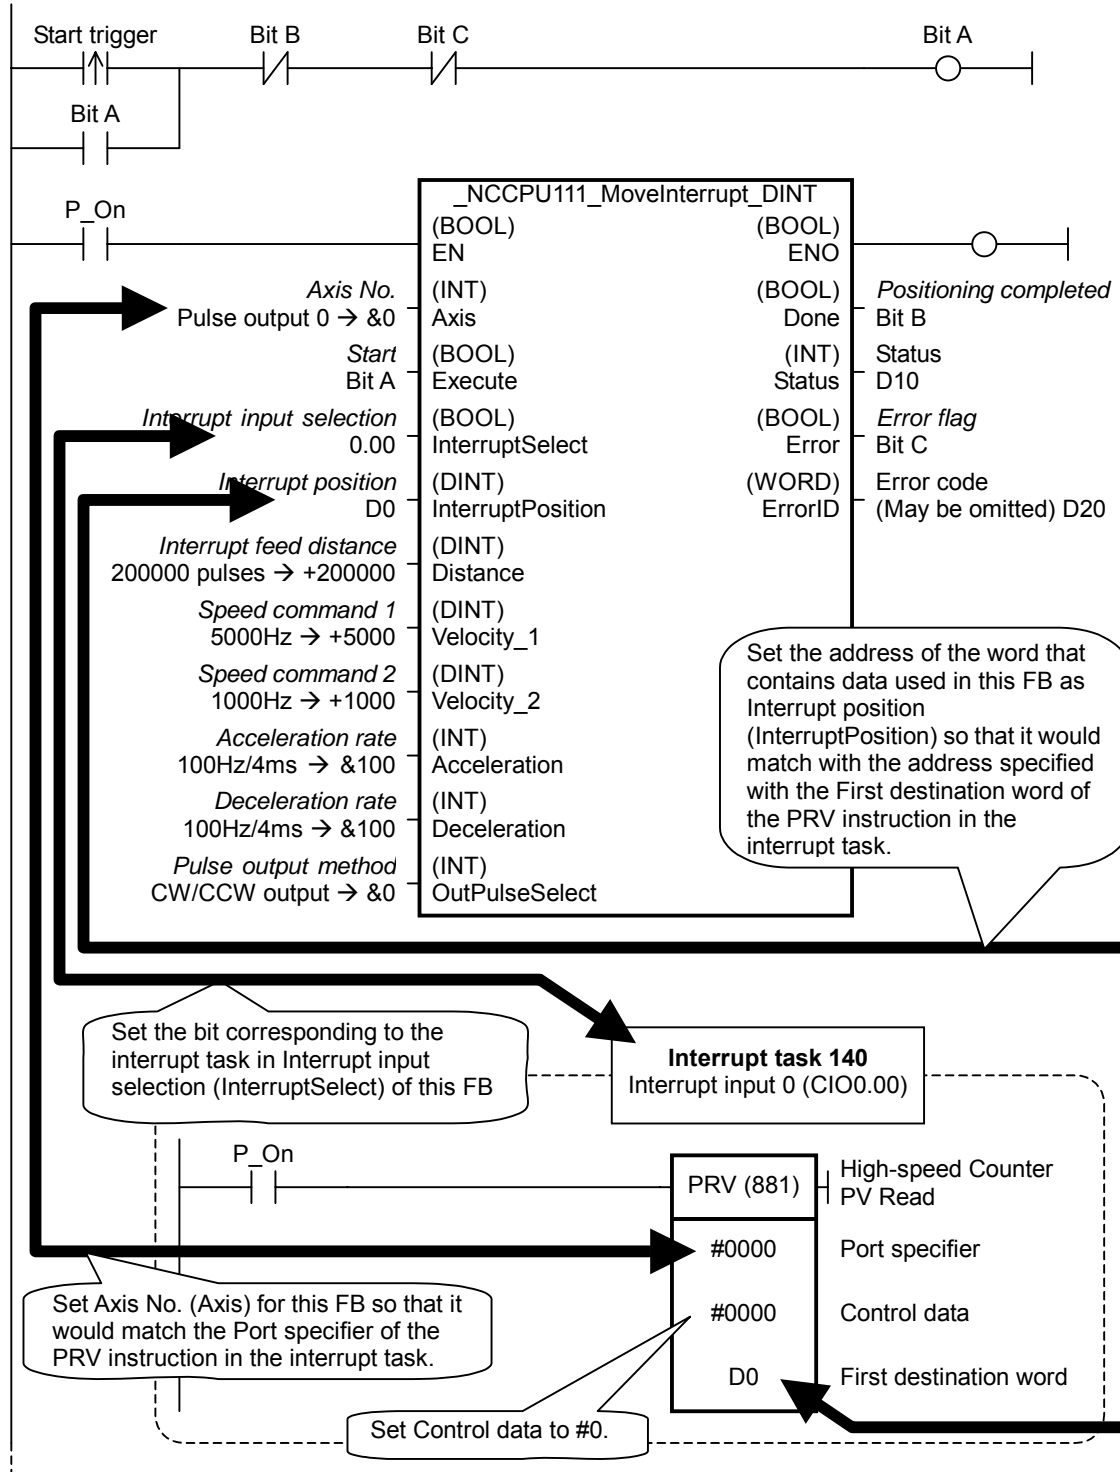 Start trigger
Bit B
Bit C
Bit A
Bit A
P_On
_NCCPU111_MoveInterrupt_DINT
(BOOL)
EN
(BOOL)
ENO
Axis No.
Pulse output 0 → &0
(INT)
Axis
(BOOL)
Done
Positioning completed
Bit B
Start
Bit A
(BOOL)
Execute
(INT)
Status
Status
D10
Interrupt input selection
0.00
(BOOL)
InterruptSelect
(BOOL)
Error
Error flag
Bit C
Interrupt position
D0
(DINT)
InterruptPosition
(WORD)
ErrorID
Error code
(May be omitted) D20
Interrupt feed distance
200000 pulses → +200000
(DINT)
Distance
Speed command 1
5000Hz → +5000
(DINT)
Velocity_1
Speed command 2
1000Hz → +1000
(DINT)
Velocity_2
Acceleration rate
100Hz/4ms → &100
(INT)
Acceleration
Deceleration rate
100Hz/4ms → &100
(INT)
Deceleration
Pulse output method
CW/CCW output → &0
(INT)
OutPulseSelect
Set the address of the word that
contains data used in this FB as
Interrupt position
(InterruptPosition) so that it would
match with the address specified
with the First destination word of
the PRV instruction in the
interrupt task.
Set the bit corresponding to the
interrupt task in Interrupt input
selection (InterruptSelect) of this FB
Interrupt task 140
Interrupt input 0 (CIO0.00)
P_On
PRV (881)
High-speed Counter
PV Read
#0000
Port specifier
#0000
Control data
D0
First destination word
Set Axis No. (Axis) for this FB so that it
would match the Port specifier of the
PRV instruction in the interrupt task.
Set Control data to #0.